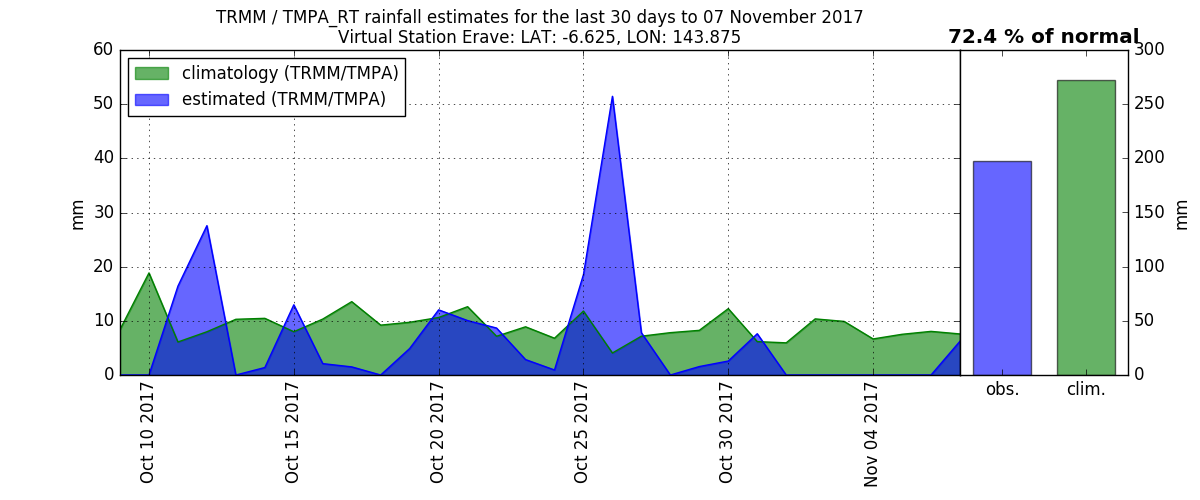 TRMM / TMPA_RT rainfall estimates for the last 30 days to 07 November 2017
Virtual Station Erave: LAT: -6.625, LON: 143.875
72.4 % of normal
climatology (TRMM/TMPA)
estimated (TRMM/TMPA)
60
50
40
30
20
10
0
mm
Oct 10 2017
Oct 15 2017
Oct 20 2017
Oct 25 2017
Oct 30 2017
Nov 04 2017
300
250
200
150
100
50
0
mm
obs.
clim.